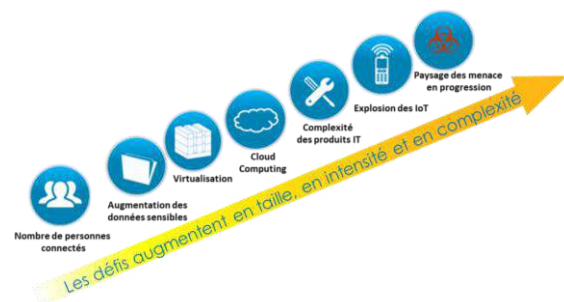 Nombre de personnes
connectés
Augmentation des
données sensibles
Virtualisation
Cloud
Computing
Complexité
des produits IT
Explosion des IoT
Paysage des menace
en progression
Les défis augmentent en taille, en intensité et en complexité